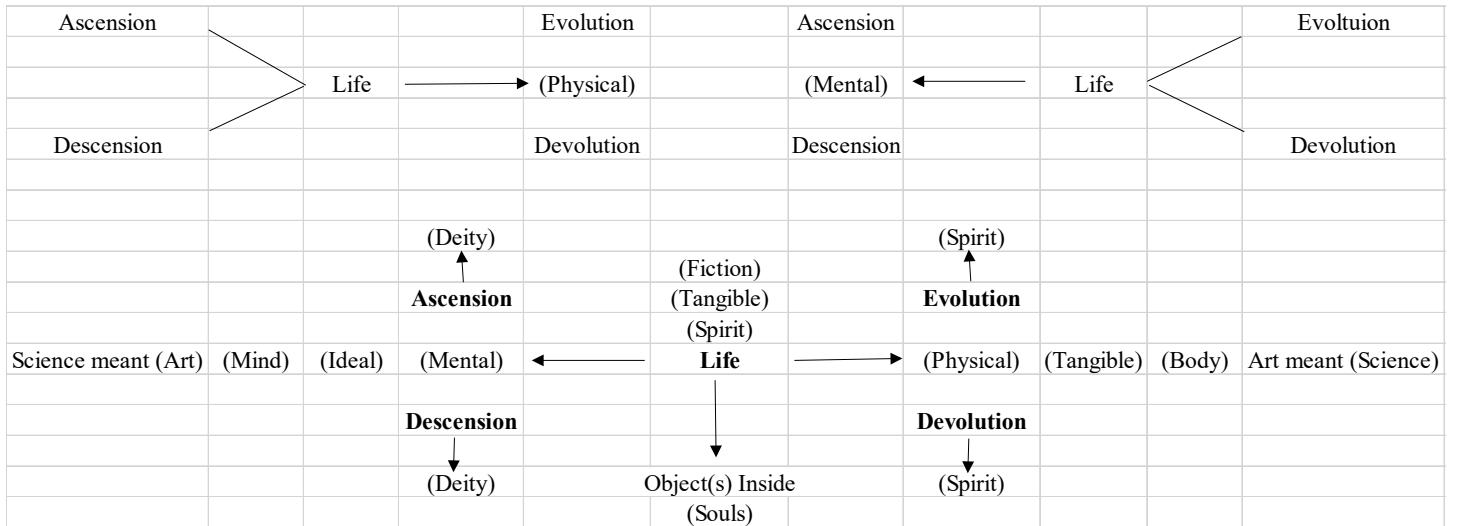 Ascension Evolution Ascension Evoltuion
Life (Physical) (Mental) Life
Descension Devolution Descension Devolution
(Deity) (Spirit)
(Fiction)
Ascension (Tangible) Evolution
(Spirit)
Science meant (Art) (Mind) (Ideal) (Mental) Life (Physical) (Tangible) (Body) Art meant (Science)
Descension Devolution
(Deity) Object(s) Inside (Spirit)
(Souls)